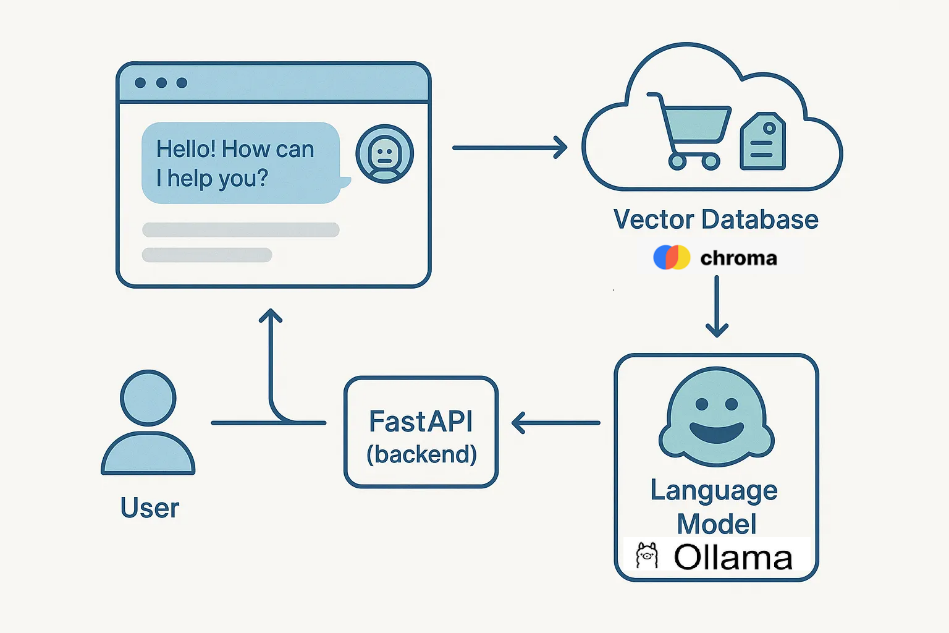 Hello! How can
I help you?
Vector Database
chroma
User
FastAPI
(backend)
Language
Model
Ollama